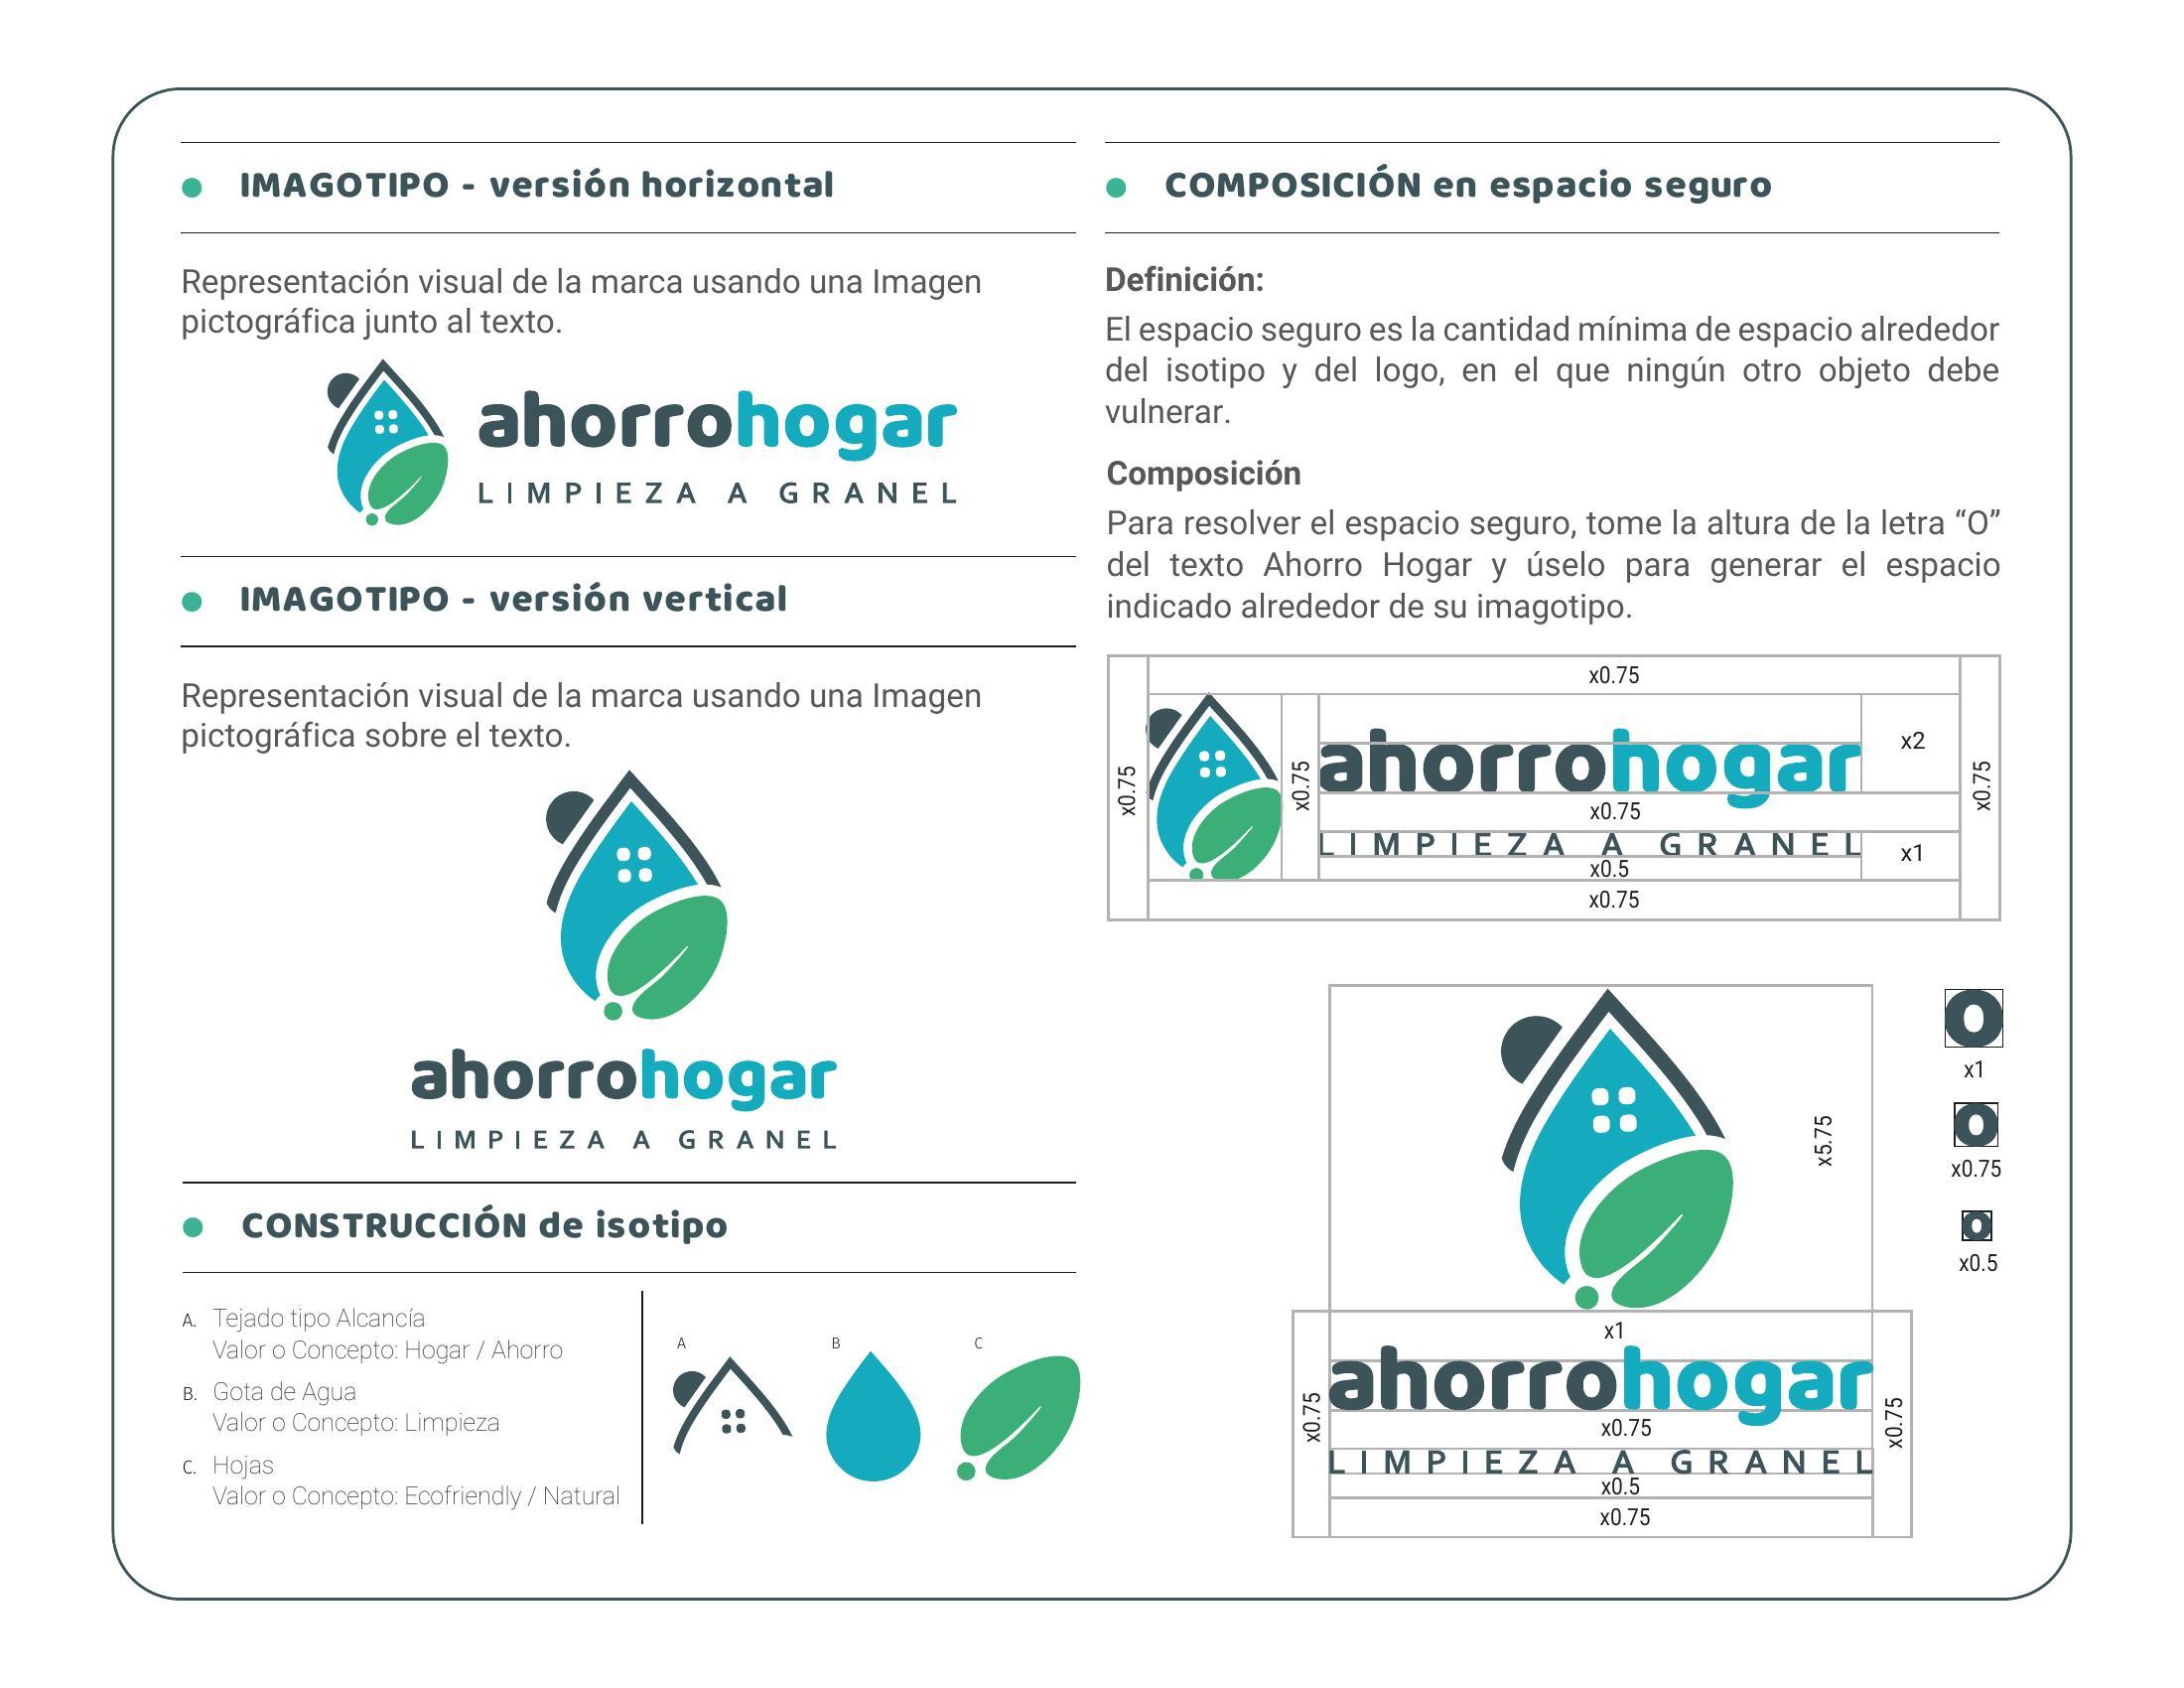 IMAGOTIPO - versión horizontal
Representación visual de la marca usando una Imagen
pictográfica junto al texto.
ahorrohogar
LIMPIEZA A GRANEL
IMAGOTIPO - versión vertical
Representación visual de la marca usando una Imagen
pictográfica sobre el texto.
ahorrohogar
LIMPIEZA A GRANEL
CONSTRUCCIÓN de isotipo
A. Tejado tipo Alcancía
Valor o Concepto: Hogar / Ahorro
B. Gota de Agua
Valor o Concepto: Limpieza
C. Hojas
Valor o Concepto: Ecofriendly / Natural
A
B
C
COMPOSICIÓN en espacio seguro
Definición:
El espacio seguro es la cantidad mínima de espacio alrededor
del isotipo y del logo, en el que ningún otro objeto debe
vulnerar.
Composición
Para resolver el espacio seguro, tome la altura de la letra “O”
del texto Ahorro Hogar y úselo para generar el espacio
indicado alrededor de su imagotipo.
x0.75
x0.75
x0.75
ahorrohogar
x2
x0.75
x0.75
LIMPIEZA A GRANEL
x1
x0.5
x0.75
x5.75
o
x1
o
x0.75
o
x0.5
x1
x0.75
ahorrohogar
x0.75
x0.75
LIMPIEZA A GRANEL
x0.5
x0.75